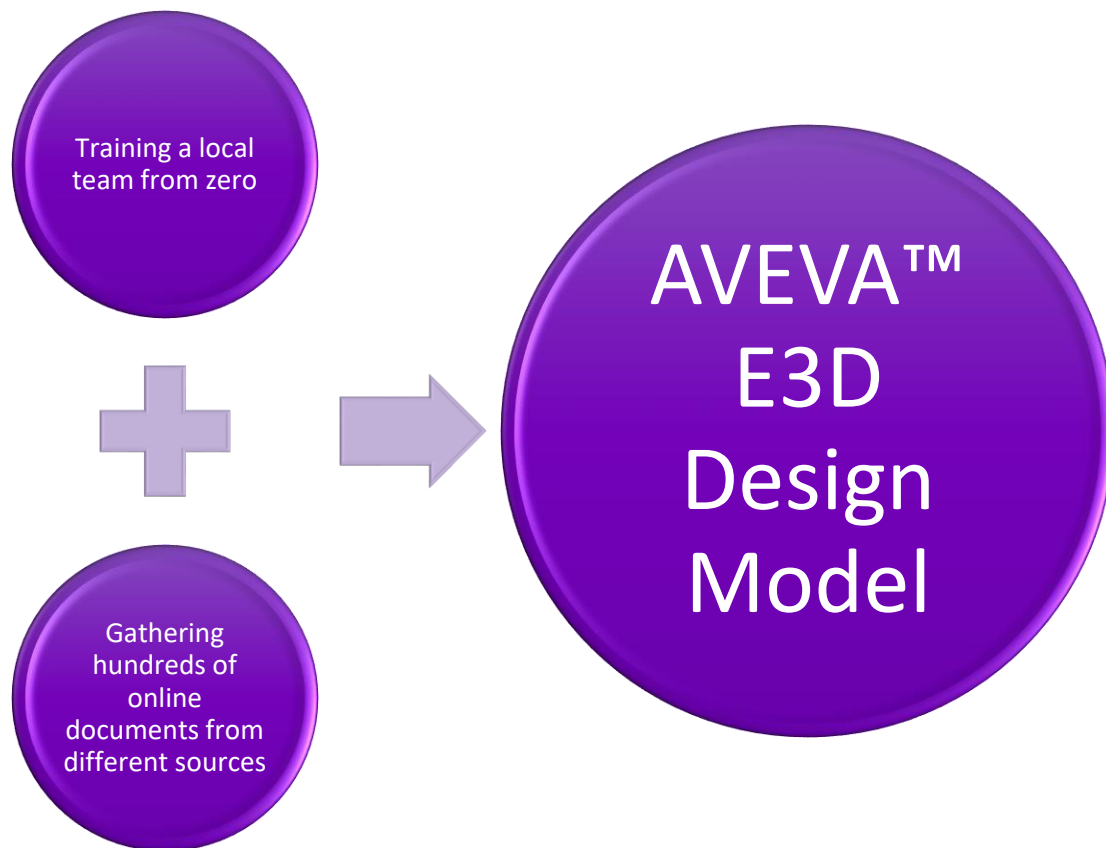 Training a local
team from zero
Gathering
hundreds of
online
documents from
different sources
AVEVA™
E3D
Design
Model